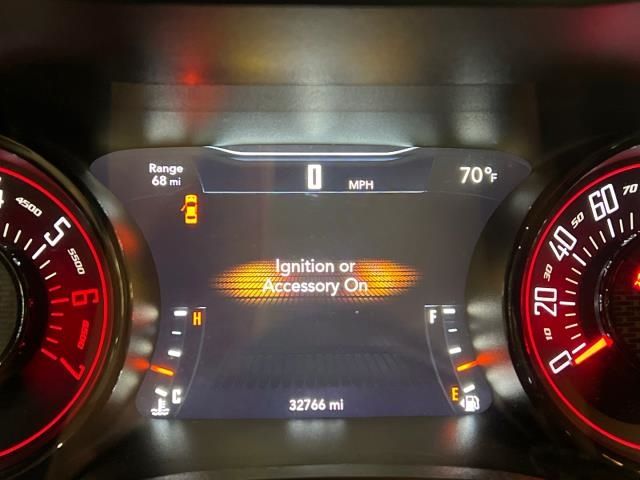 Range
68 mi
0 MPH
70°F
Ignition or
Accessory On
H
C
F
E
32766 mi
4
4500
5
5500
6
7
0
10
20
30
40
50
60
70